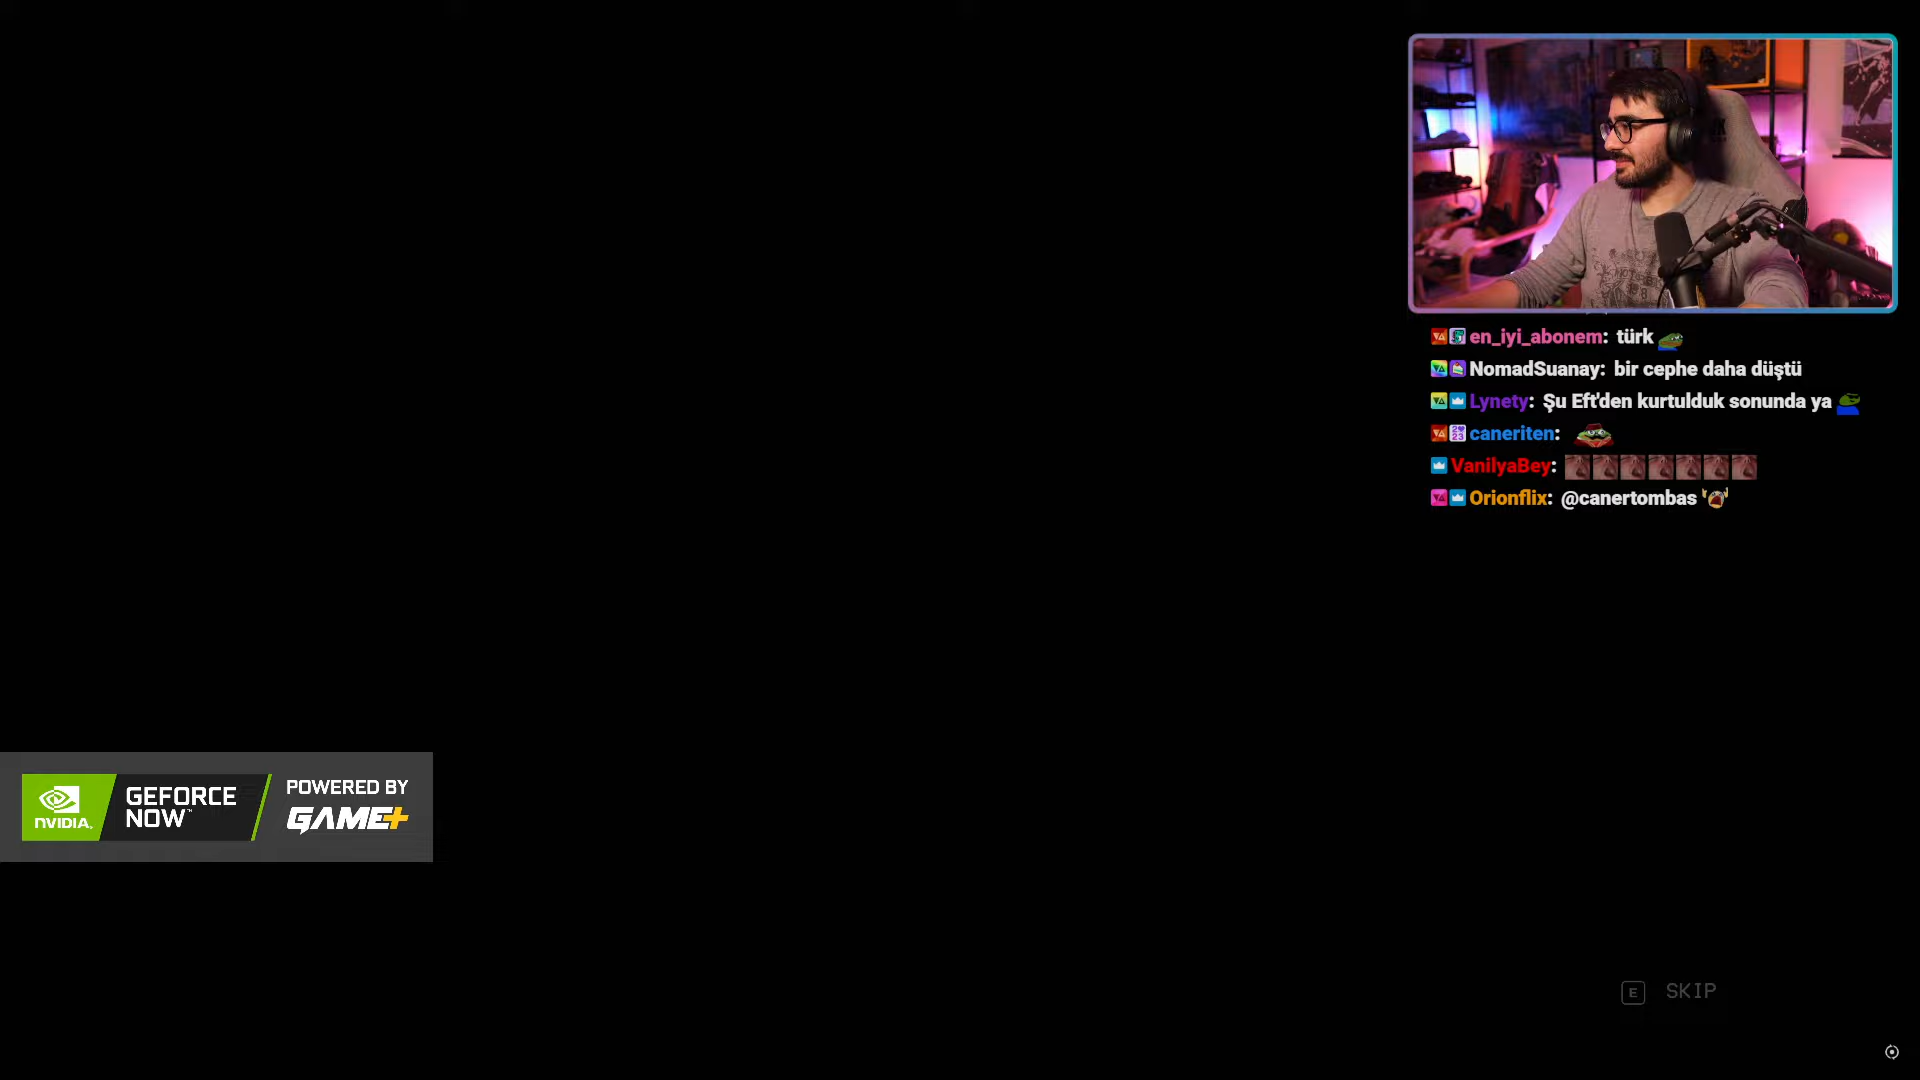 en_iyi_abonem: türk
NomadSuanay: bir cephe daha düştü
Lynety: Şu Eft'den kurtulduk sonunda ya
caneriten:
VanilyaBey:
Orionflix: @canertombas
NVIDIA.
GEFORCE
NOW™
POWERED BY
GAME+
E SKIP